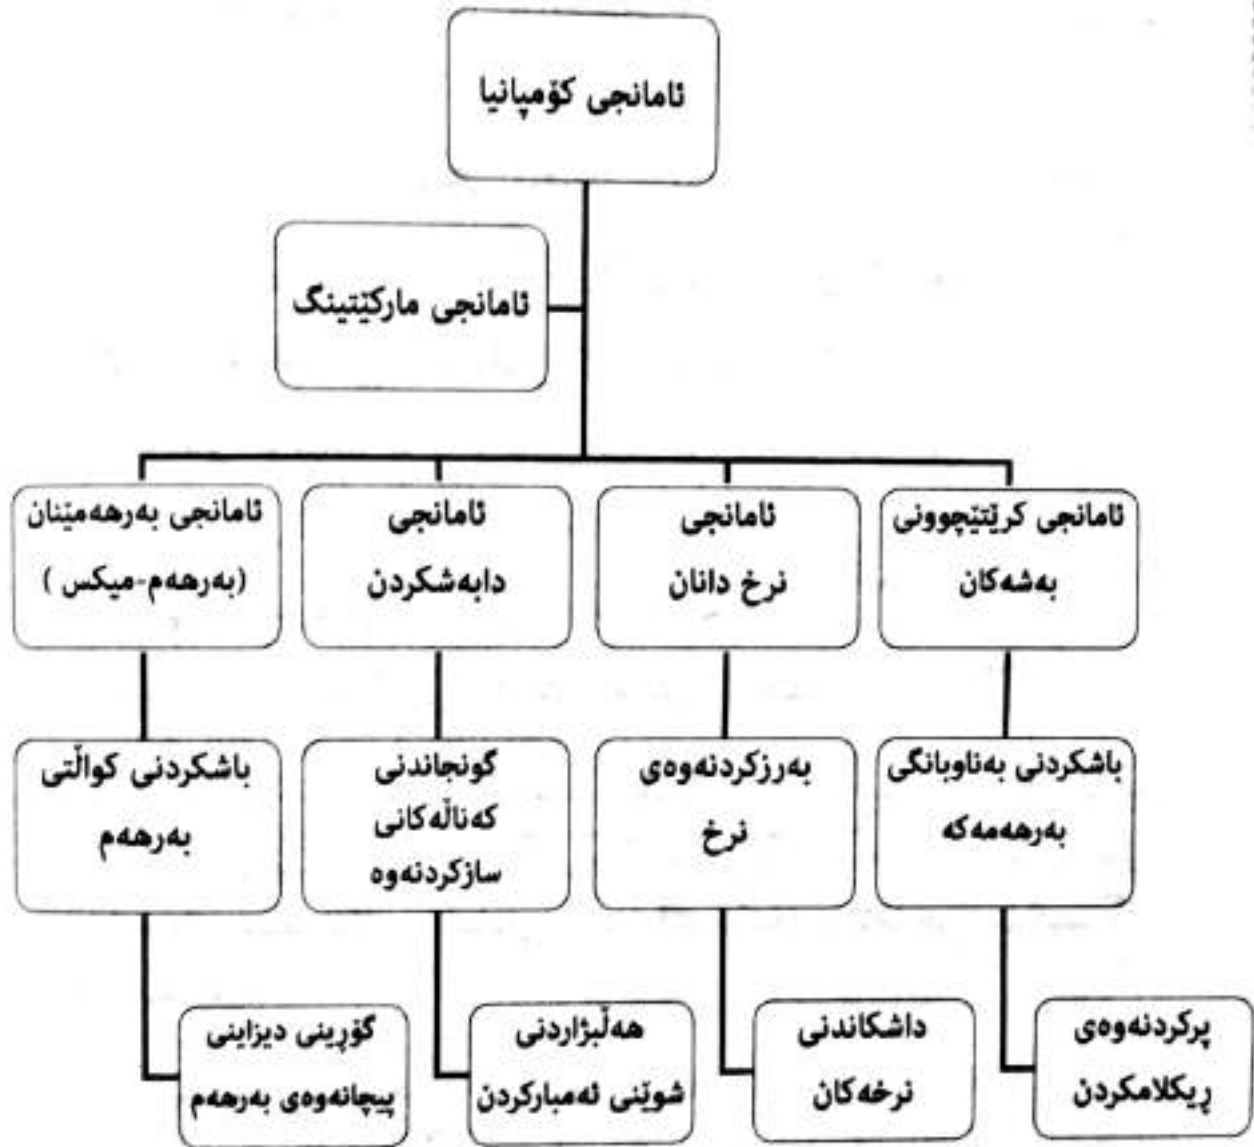 ئامانجی کۆمپانیا
ئامانجی مارکێتینگ
ئامانجی کرێتێچوونی
بەشەکان
ئامانجی
نرخ دانان
ئامانجی
دابەشکردن
ئامانجی بەرهەمێنان
(بەرهەم-میکس )
باشکردنی بەناوبانگی
بەرهەمەکە
بەرزکردنەوەی
نرخ
گونجاندنی
کەناڵەکانی
سازکردنەوە
باشکردنی کواڵتی
بەرهەم
پرکردنەوەی
ڕیکلامکردن
داشکاندنی
نرخەکان
هەڵبژاردنی
شوێنی ئەمبارکردن
گۆڕینی دیزاینی
پیچانەوەی بەرهەم